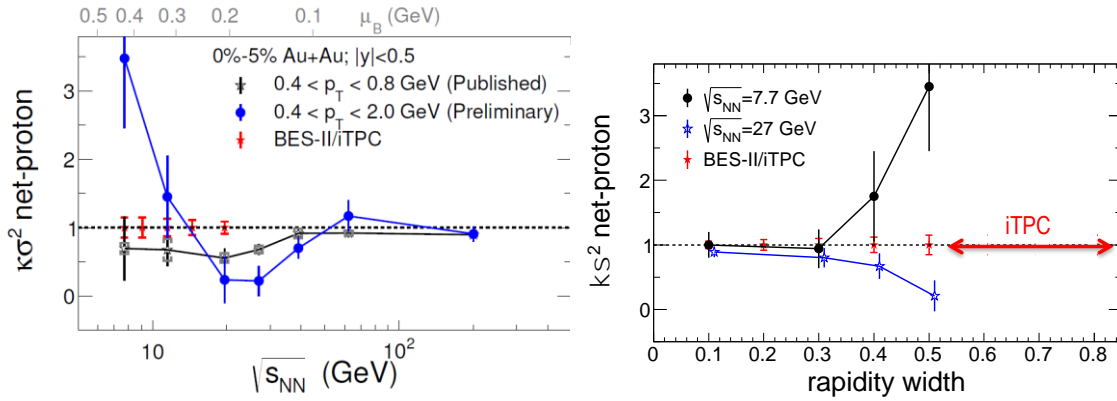 0.5 0.4 0.3 0.2 0.1 μB (GeV)
0%-5% Au+Au; |y|<0.5
0.4 < pT < 0.8 GeV (Published)
0.4 < pT < 2.0 GeV (Preliminary)
BES-II/iTPC
3
2
1
0
κσ² net-proton
10 10²
√sNN (GeV)
√sNN=7.7 GeV
√sNN=27 GeV
BES-II/iTPC
iTPC
3
2
1
0
kS² net-proton
0 0.1 0.2 0.3 0.4 0.5 0.6 0.7 0.8
rapidity width